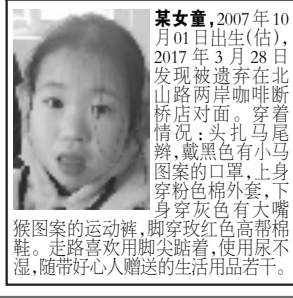 某女童,2007年10
月01日出生(估),
2017年3月28日
发现被遗弃在北
山路两岸咖啡断
桥店对面。穿着
情况:头扎马尾
辫,戴黑色有小马
图案的口罩,上身
穿粉色棉外套,下
身穿灰色有大嘴
猴图案的运动裤,脚穿玫红色高帮棉
鞋。走路喜欢用脚尖踮着,使用尿不
湿,随带好心人赠送的生活用品若干。